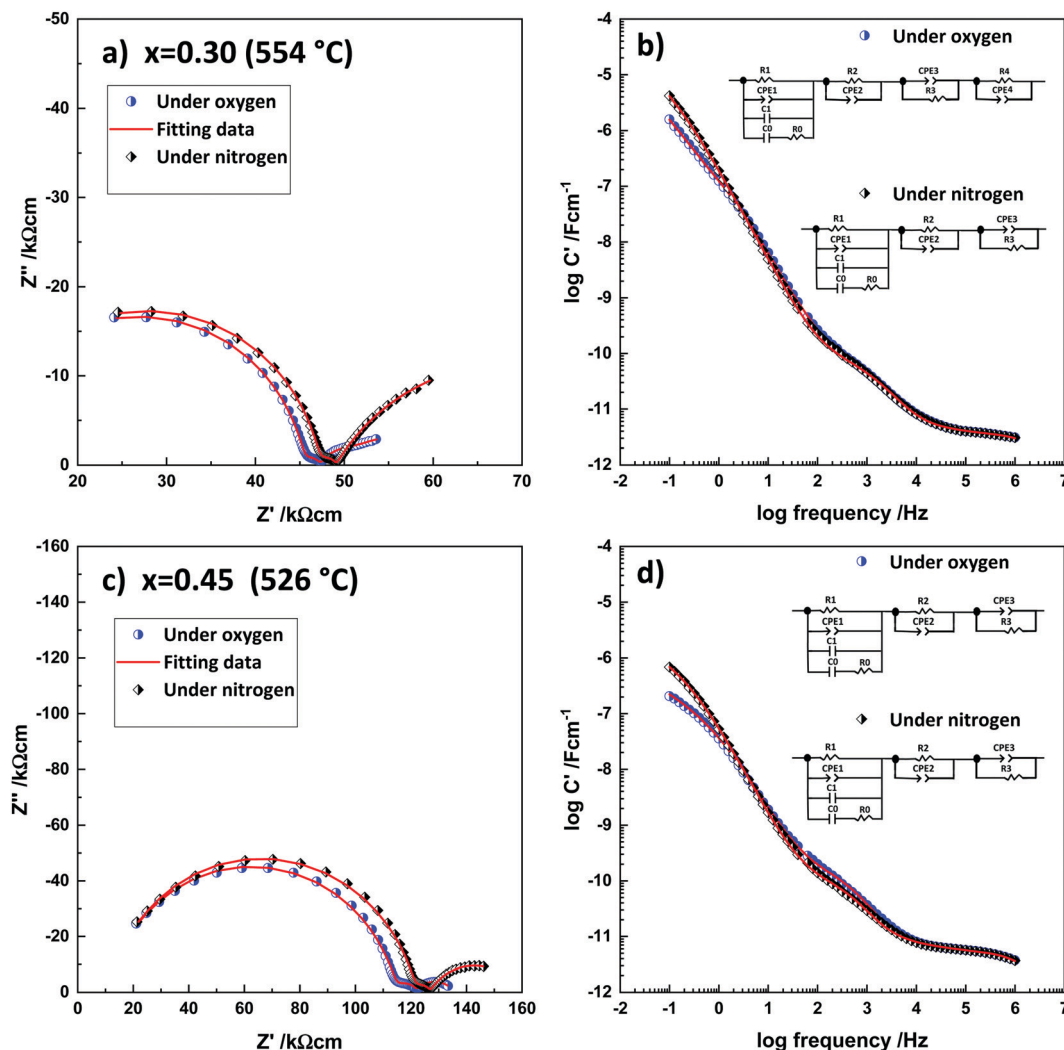 a) x=0.30 (554 °C)
Under oxygen
Fitting data
Under nitrogen
-50
-40
-30
-20
-10
0
Z'' /kΩcm
20 30 40 50 60 70
Z' /kΩcm
b)
Under oxygen
R1 R2 CPE3 R4
CPE1 CPE2 R3 CPE4
C1
C0 R0
Under nitrogen
R1 R2 CPE3
CPE1 CPE2 R3
C1
C0 R0
-4
-5
-6
-7
-8
-9
-10
-11
-12
log C' /Fcm-1
-2 -1 0 1 2 3 4 5 6 7
log frequency /Hz
c) x=0.45 (526 °C)
Under oxygen
Fitting data
Under nitrogen
-160
-140
-120
-100
-80
-60
-40
-20
0
Z'' /kΩcm
0 20 40 60 80 100 120 140 160
Z' /kΩcm
d)
Under oxygen
R1 R2 CPE3
CPE1 CPE2 R3
C1
C0 R0
Under nitrogen
R1 R2 CPE3
CPE1 CPE2 R3
C1
C0 R0
-4
-5
-6
-7
-8
-9
-10
-11
-12
log C' /Fcm-1
-2 -1 0 1 2 3 4 5 6 7
log frequency /Hz